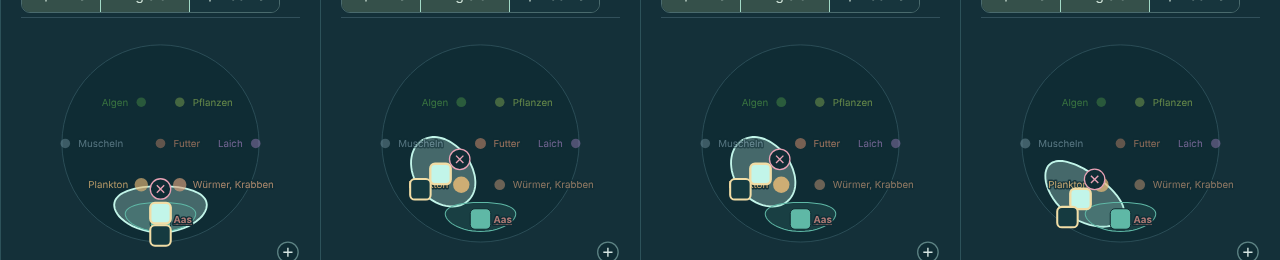 Algen Pflanzen Algen Pflanzen Algen Pflanzen Algen Pflanzen
Muscheln Futter Laich Muscheln Futter Laich Muscheln Futter Laich Muscheln Futter Laich
Plankton Würmer, Krabben Würmer, Krabben Würmer, Krabben Plankton Würmer, Krabben
Aas Aas Aas Aas